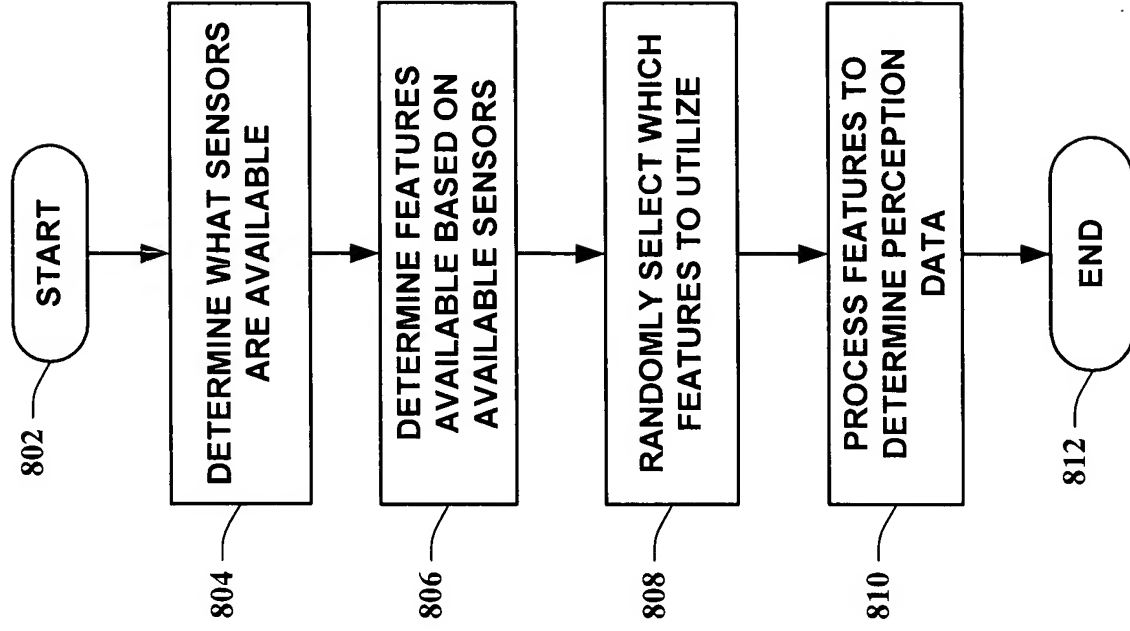 START
802
DETERMINE WHAT SENSORS
ARE AVAILABLE
804
DETERMINE FEATURES
AVAILABLE BASED ON
AVAILABLE SENSORS
806
RANDOMLY SELECT WHICH
FEATURES TO UTILIZE
808
PROCESS FEATURES TO
DETERMINE PERCEPTION
DATA
810
END
812